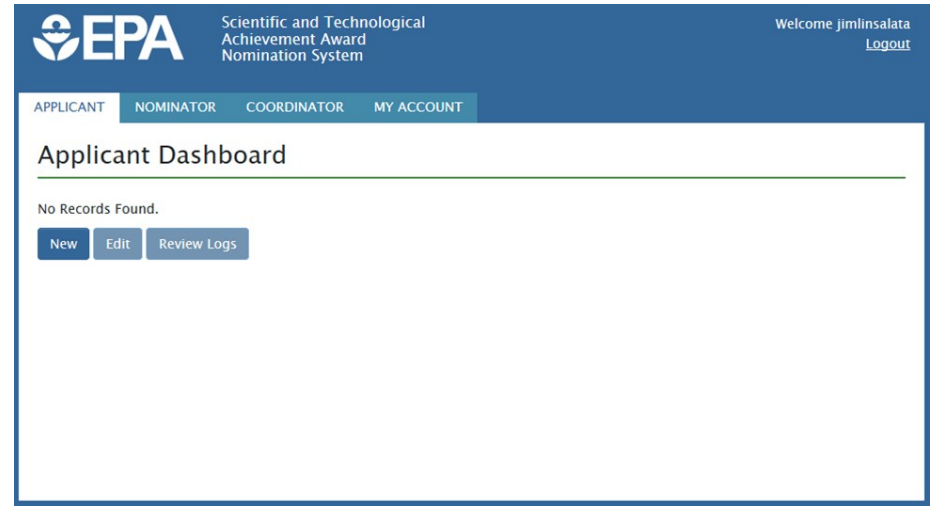 EPA
Scientific and Technological
Achievement Award
Nomination System
Welcome jimlinsalata
Logout
APPLICANT NOMINATOR COORDINATOR MY ACCOUNT
Applicant Dashboard
No Records Found.
New Edit Review Logs